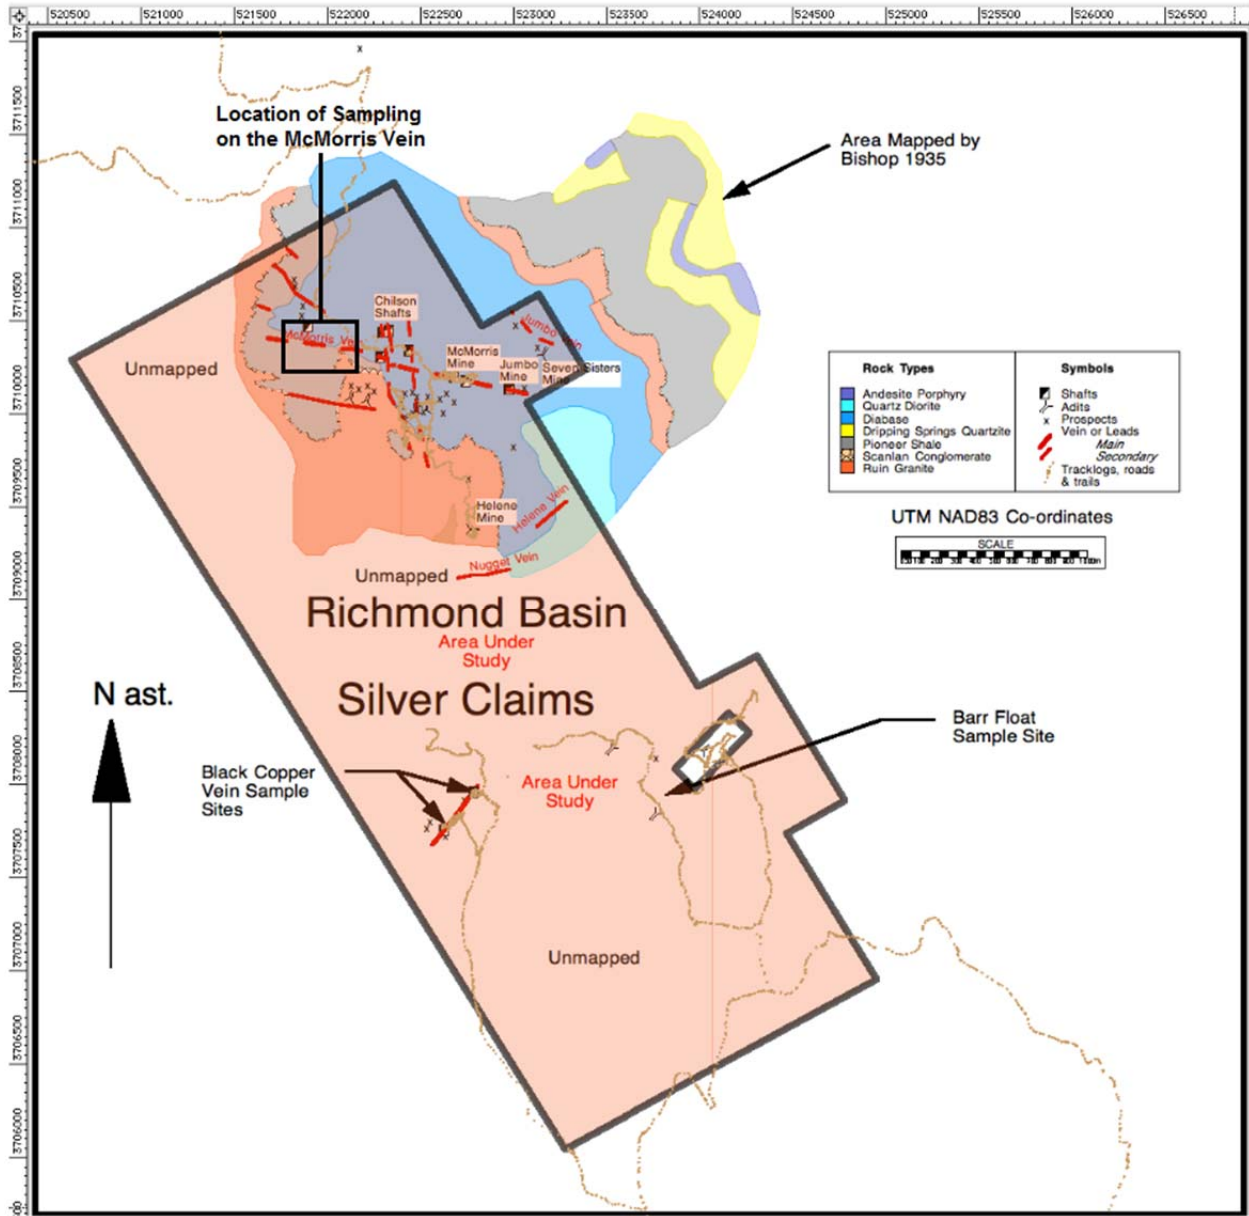 520500 521000 521500 522000 522500 523000 523500 524000 524500 525000 525500 526000 526500
3711500
3711000
3710500
3710000
3709500
3709000
3708500
3708000
3707500
3707000
3706500
3706000
Location of Sampling
on the McMorris Vein
Area Mapped by
Bishop 1935
Chilson
Shafts
McMorris Vein
Jumbo
Vein
Unmapped
McMorris
Mine
Jumbo
Mine
Seven Sisters
Mine
Rock Types
Andesite Porphyry
Quartz Diorite
Diabase
Dripping Springs Quartzite
Pioneer Shale
Scanlan Conglomerate
Ruin Granite
Symbols
Shafts
Adits
Prospects
Vein or Leads
Main
Secondary
Tracklogs, roads
& trails
Helene
Mine
Helene Vein
UTM NAD83 Co-ordinates
SCALE
Nugget Vein
Unmapped
Richmond Basin
Area Under
Study
Silver Claims
N ast.
Barr Float
Sample Site
Black Copper
Vein Sample
Sites
Area Under
Study
Unmapped